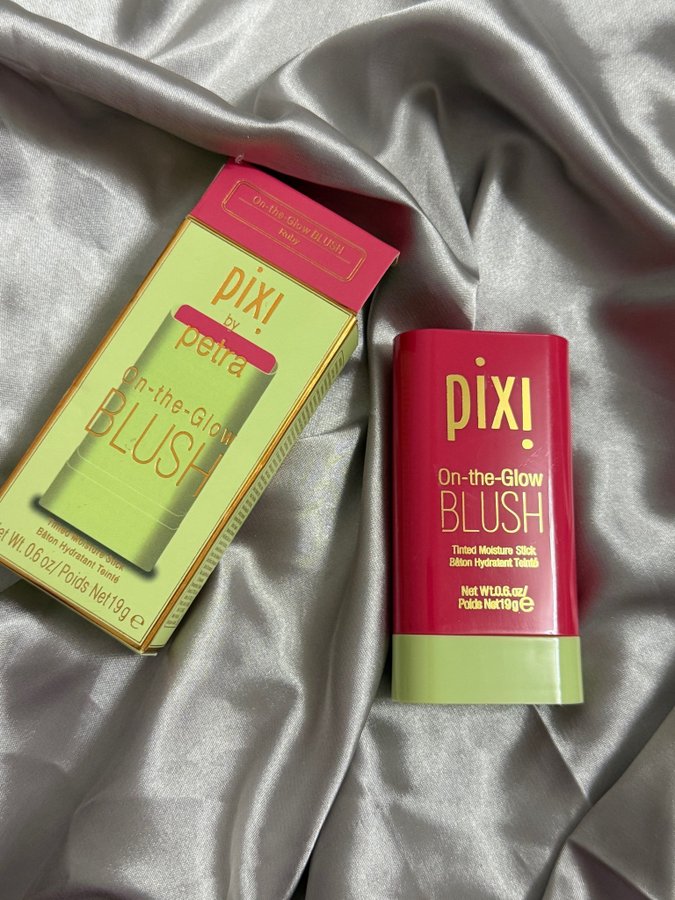 On-the-Glow BLUSH
Ruby
pixi
by
petra
On-the-Glow
BLUSH
Tinted Moisture Stick
Bâton Hydratant Teinté
Net Wt. 0.6 oz/ Poids Net 19g e
pixi
On-the-Glow
BLUSH
Tinted Moisture Stick
Bâton Hydratant Teinté
Net Wt.0.6.oz/
Poids Net19g e